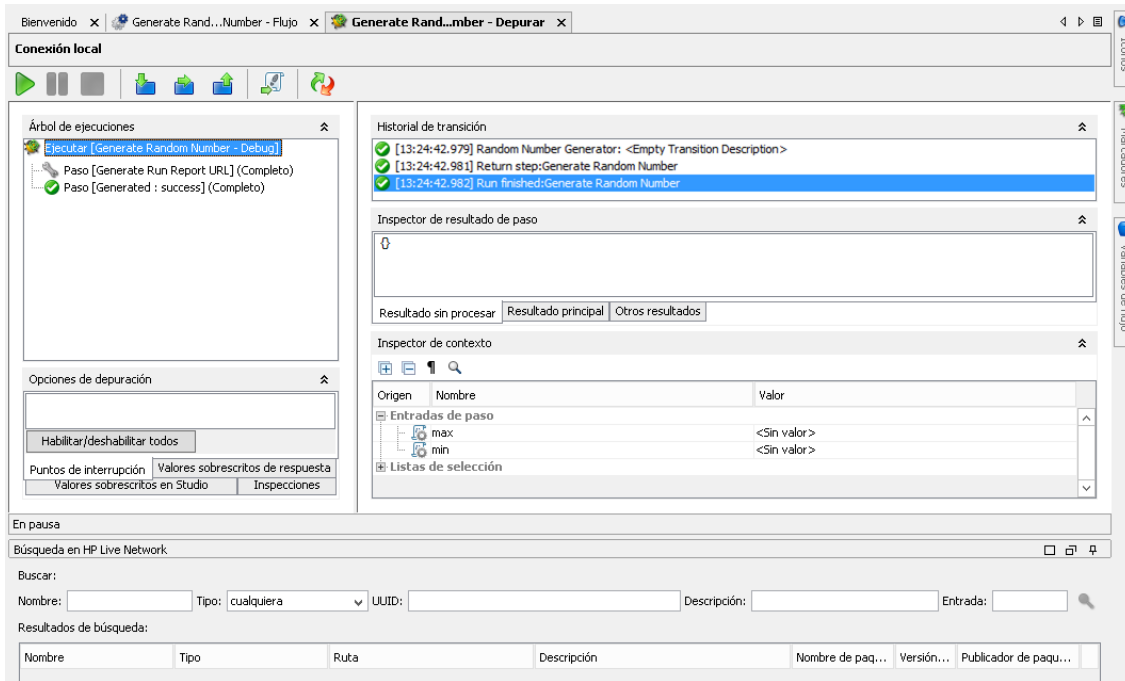 Bienvenido
Generate Rand...Number - Flujo
Generate Rand...mber - Depurar
Conexión local
Árbol de ejecuciones
Ejecutar [Generate Random Number - Debug]
Paso [Generate Run Report URL] (Completo)
Paso [Generated : success] (Completo)
Opciones de depuración
Habilitar/deshabilitar todos
Puntos de interrupción
Valores sobrescritos de respuesta
Valores sobrescritos en Studio
Inspecciones
Historial de transición
[13:24:42.979] Random Number Generator: <Empty Transition Description>
[13:24:42.981] Return step:Generate Random Number
[13:24:42.982] Run finished:Generate Random Number
Inspector de resultado de paso
{}
Resultado sin procesar
Resultado principal
Otros resultados
Inspector de contexto
Origen
Nombre
Valor
Entradas de paso
max
<Sin valor>
min
<Sin valor>
Listas de selección
Iconos
Marcadores
Variables de flujo
En pausa
Búsqueda en HP Live Network
Buscar:
Nombre:
Tipo: cualquiera
UUID:
Descripción:
Entrada:
Resultados de búsqueda:
Nombre
Tipo
Ruta
Descripción
Nombre de paq...
Versión...
Publicador de paqu...